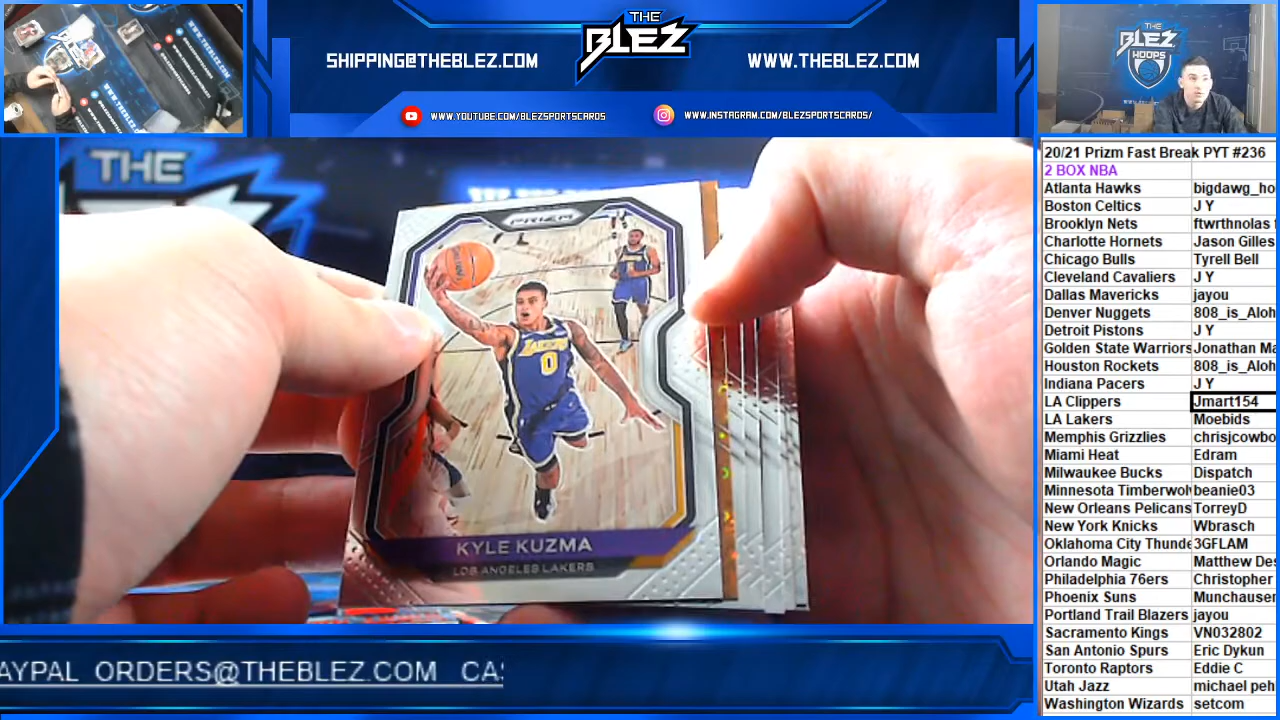 THE
BLEZ
SHIPPING@THEBLEZ.COM
WWW.THEBLEZ.COM
WWW.YOUTUBE.COM/BLEZSPORTSCARDS
WWW.INSTAGRAM.COM/BLEZSPORTSCARDS/
THE
BLEZ
HOOPS
THE
PRIZM
LAKERS
0
KYLE KUZMA
LOS ANGELES LAKERS
AYPAL ORDERS@THEBLEZ.COM CAS
20/21 Prizm Fast Break PYT #236
2 BOX NBA
Atlanta Hawks bigdawg_ho
Boston Celtics J Y
Brooklyn Nets ftwrthnolas
Charlotte Hornets Jason Gilles
Chicago Bulls Tyrell Bell
Cleveland Cavaliers J Y
Dallas Mavericks jayou
Denver Nuggets 808_is_Aloh
Detroit Pistons J Y
Golden State Warriors Jonathan Ma
Houston Rockets 808_is_Aloh
Indiana Pacers J Y
LA Clippers Jmart154
LA Lakers Moebids
Memphis Grizzlies chrisjcowbo
Miami Heat Edram
Milwaukee Bucks Dispatch
Minnesota Timberwolv beanie03
New Orleans Pelicans TorreyD
New York Knicks Wbrasch
Oklahoma City Thunde 3GFLAM
Orlando Magic Matthew Des
Philadelphia 76ers Christopher
Phoenix Suns Munchausen
Portland Trail Blazers jayou
Sacramento Kings VN032802
San Antonio Spurs Eric Dykun
Toronto Raptors Eddie C
Utah Jazz michael peh
Washington Wizards setcom